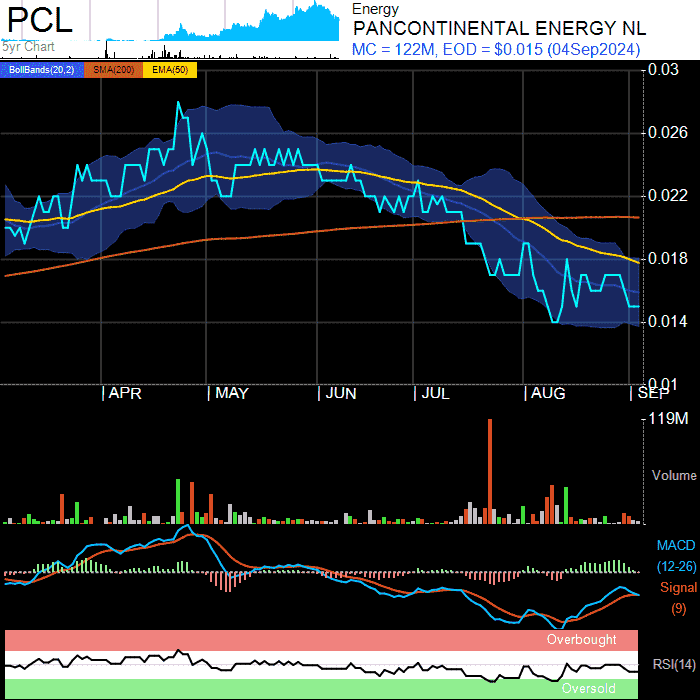 PCL
5yr Chart
Energy
PANCONTINENTAL ENERGY NL
MC = 122M, EOD = $0.015 (04Sep2024)
BollBands(20,2) SMA(200) EMA(50)
0.03
0.026
0.022
0.018
0.014
0.01
APR MAY JUN JUL AUG SEP
119M
Volume
MACD
(12-26)
Signal
(9)
Overbought
RSI(14)
Oversold